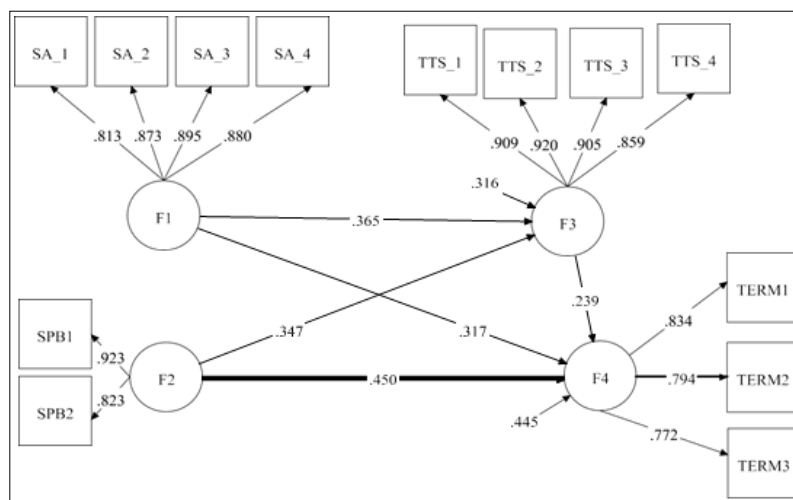 SA_1
SA_2
SA_3
SA_4
TTS_1
TTS_2
TTS_3
TTS_4
.813
.873
.895
.880
.909
.920
.905
.859
.316
F1
.365
F3
.239
TERM1
.834
SPB1
.923
.347
.317
F2
.450
F4
.794
TERM2
SPB2
.823
.445
.772
TERM3